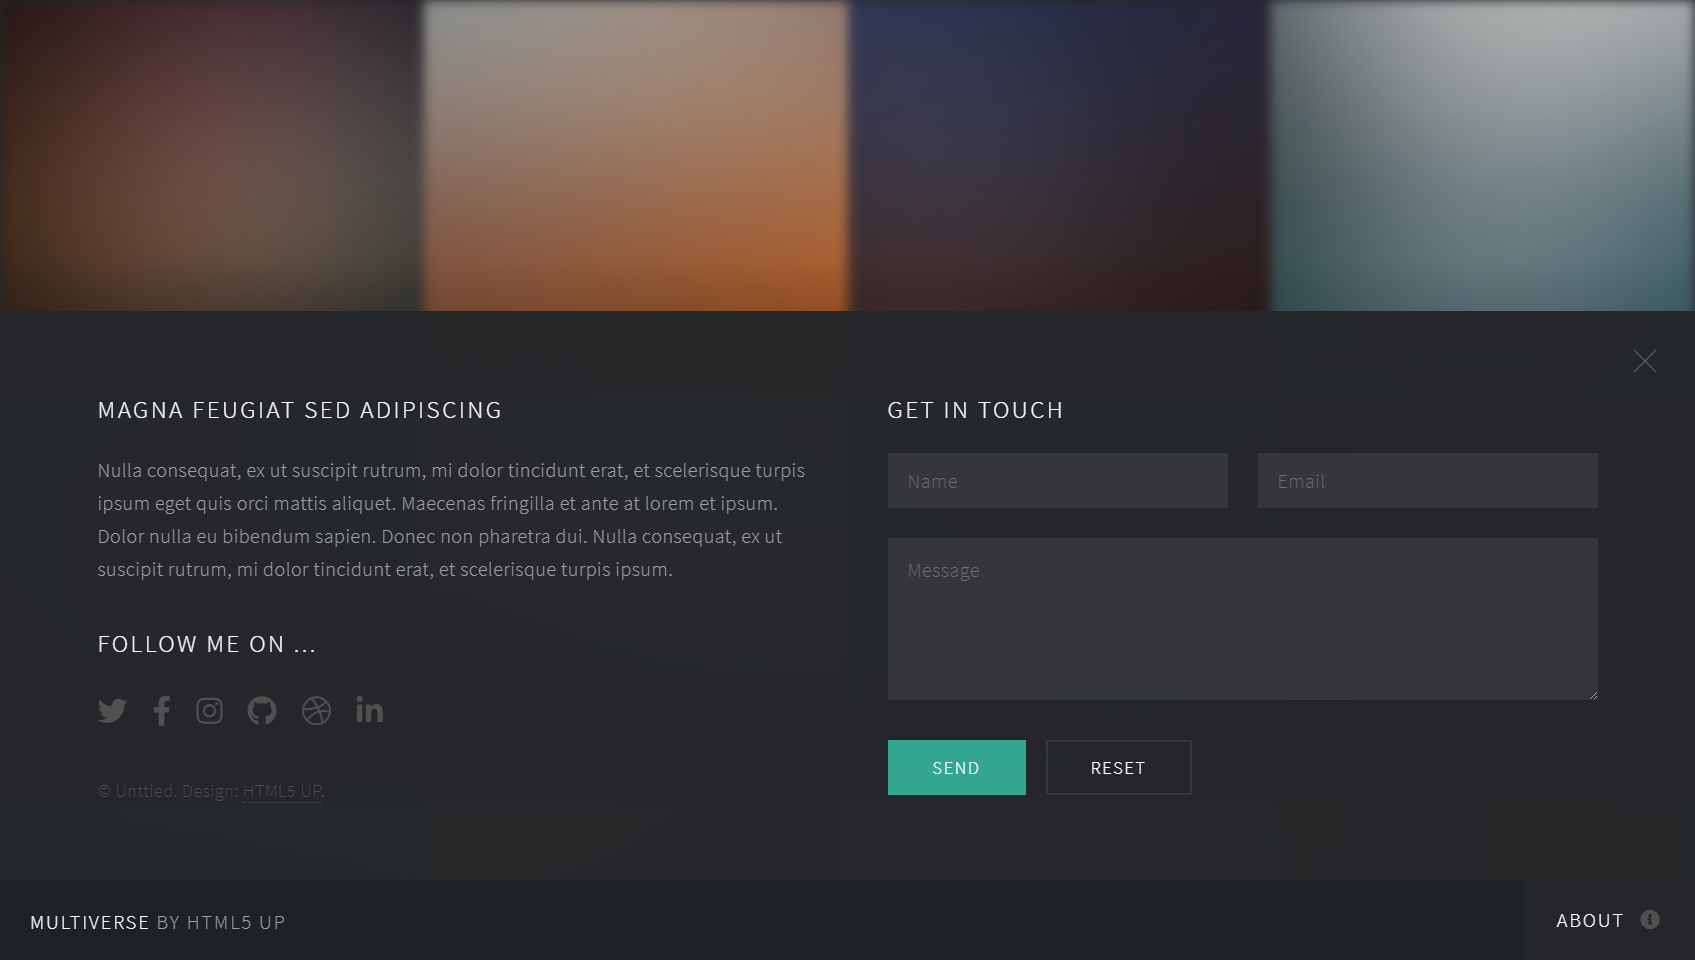 MAGNA FEUGIAT SED ADIPISCING
Nulla consequat, ex ut suscipit rutrum, mi dolor tincidunt erat, et scelerisque turpis
ipsum eget quis orci mattis aliquet. Maecenas fringilla et ante at lorem et ipsum.
Dolor nulla eu bibendum sapien. Donec non pharetra dui. Nulla consequat, ex ut
suscipit rutrum, mi dolor tincidunt erat, et scelerisque turpis ipsum.
FOLLOW ME ON ...
© Unttled. Design: HTML5 UP.
GET IN TOUCH
Name
Email
Message
SEND
RESET
MULTIVERSE BY HTML5 UP
ABOUT